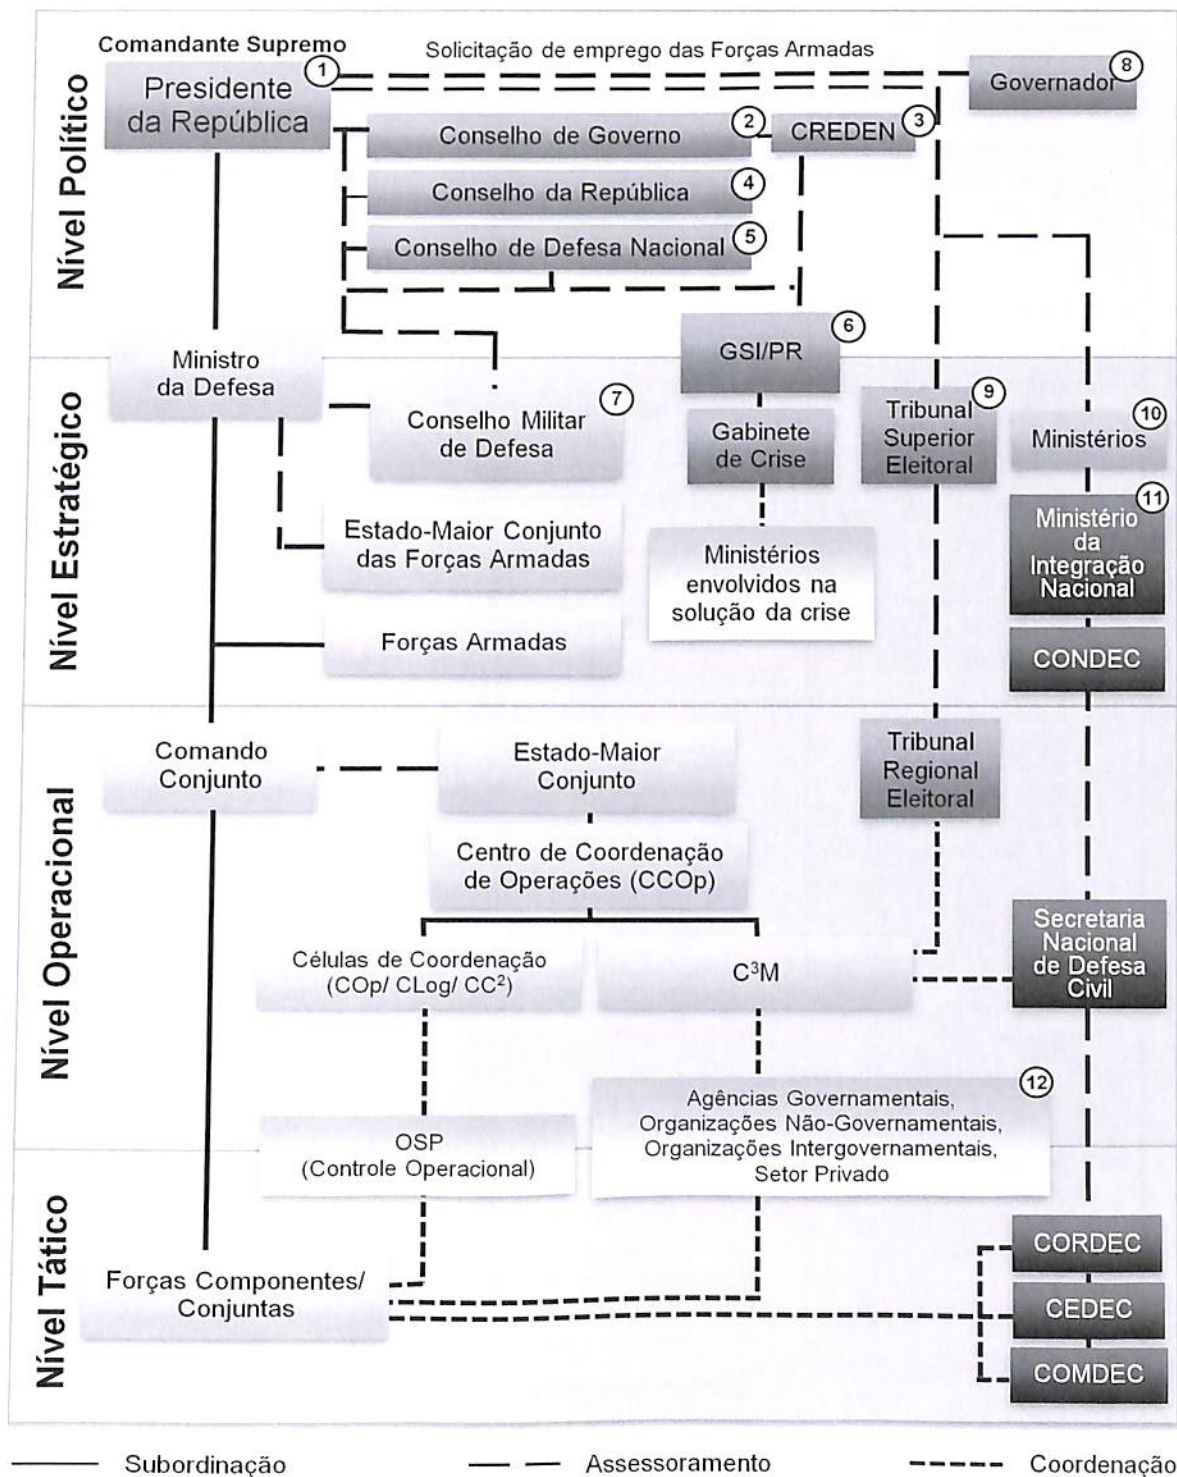 Comandante Supremo
Solicitação de emprego das Forças Armadas
1
Presidente
da República
8
Governador
Nível Político
2
Conselho de Governo
3
CREDEN
4
Conselho da República
5
Conselho de Defesa Nacional
6
GSI/PR
Ministro
da Defesa
Nível Estratégico
7
Conselho Militar
de Defesa
Gabinete
de Crise
9
Tribunal
Superior
Eleitoral
10
Ministérios
11
Ministério
da
Integração
Nacional
Estado-Maior Conjunto
das Forças Armadas
Ministérios
envolvidos na
solução da crise
Forças Armadas
CONDEC
Nível Operacional
Comando
Conjunto
Estado-Maior
Conjunto
Tribunal
Regional
Eleitoral
Centro de Coordenação
de Operações (CCOp)
Células de Coordenação
(COp/ CLog/ CC²)
C³M
Secretaria
Nacional
de Defesa
Civil
12
Agências Governamentais,
Organizações Não-Governamentais,
Organizações Intergovernamentais,
Setor Privado
OSP
(Controle Operacional)
Nível Tático
Forças Componentes/
Conjuntas
CORDEC
CEDEC
COMDEC
Subordinação
Assessoramento
Coordenação